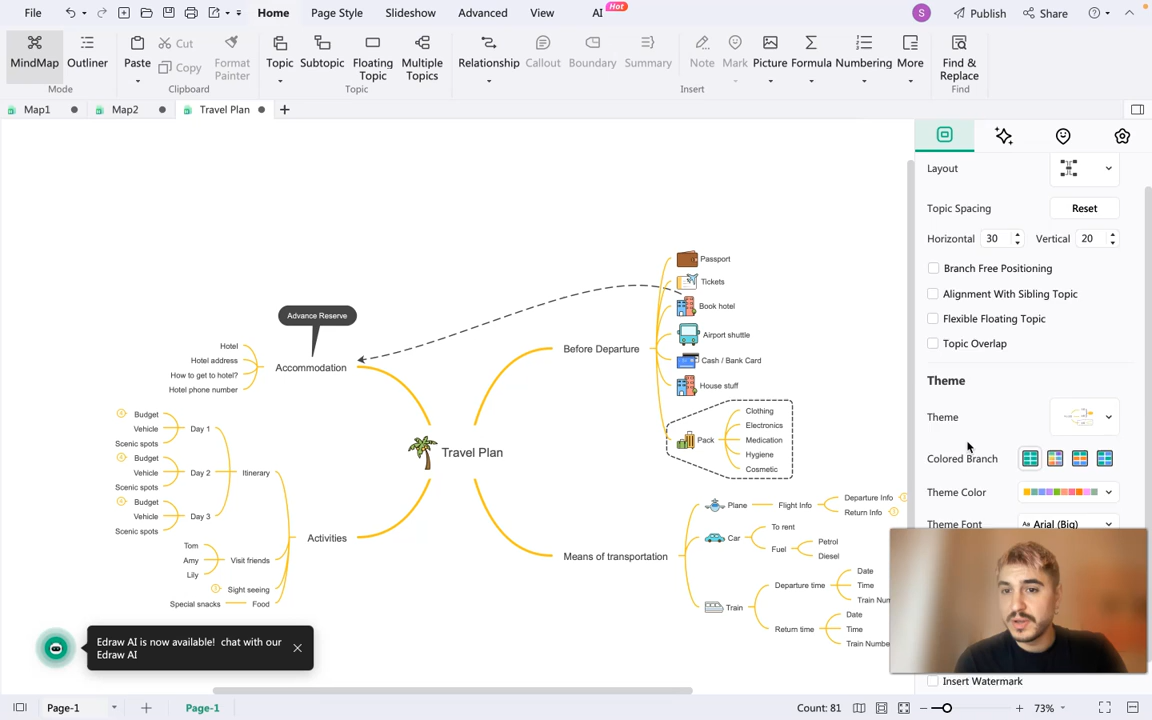 File
Home
Page Style
Slideshow
Advanced
View
AI
Hot
S
Publish
Share
MindMap
Outliner
Paste
Cut
Copy
Format
Painter
Topic
Subtopic
Floating
Topic
Multiple
Topics
Relationship
Callout
Boundary
Summary
Note
Mark
Picture
Formula
Numbering
More
Find &
Replace
Mode
Clipboard
Topic
Insert
Find
Map1
Map2
Travel Plan
Layout
Topic Spacing
Reset
Horizontal
30
Vertical
20
Branch Free Positioning
Alignment With Sibling Topic
Flexible Floating Topic
Topic Overlap
Theme
Theme
Colored Branch
Theme Color
Theme Font
Aa Arial (Big)
Insert Watermark
Travel Plan
Advance Reserve
Accommodation
Hotel
Hotel address
How to get to hotel?
Hotel phone number
Activities
Itinerary
Day 1
Budget
Vehicle
Scenic spots
Day 2
Budget
Vehicle
Scenic spots
Day 3
Budget
Vehicle
Scenic spots
Visit friends
Tom
Amy
Lily
Sight seeing
Food
Special snacks
Before Departure
Passport
Tickets
Book hotel
Airport shuttle
Cash / Bank Card
House stuff
Pack
Clothing
Electronics
Medication
Hygiene
Cosmetic
Means of transportation
Plane
Flight Info
Departure Info
Return Info
Car
To rent
Fuel
Petrol
Diesel
Train
Departure time
Date
Time
Train Num
Return time
Date
Time
Train Number
Edraw AI is now available! chat with our
Edraw AI
Page-1
Page-1
Count: 81
73%